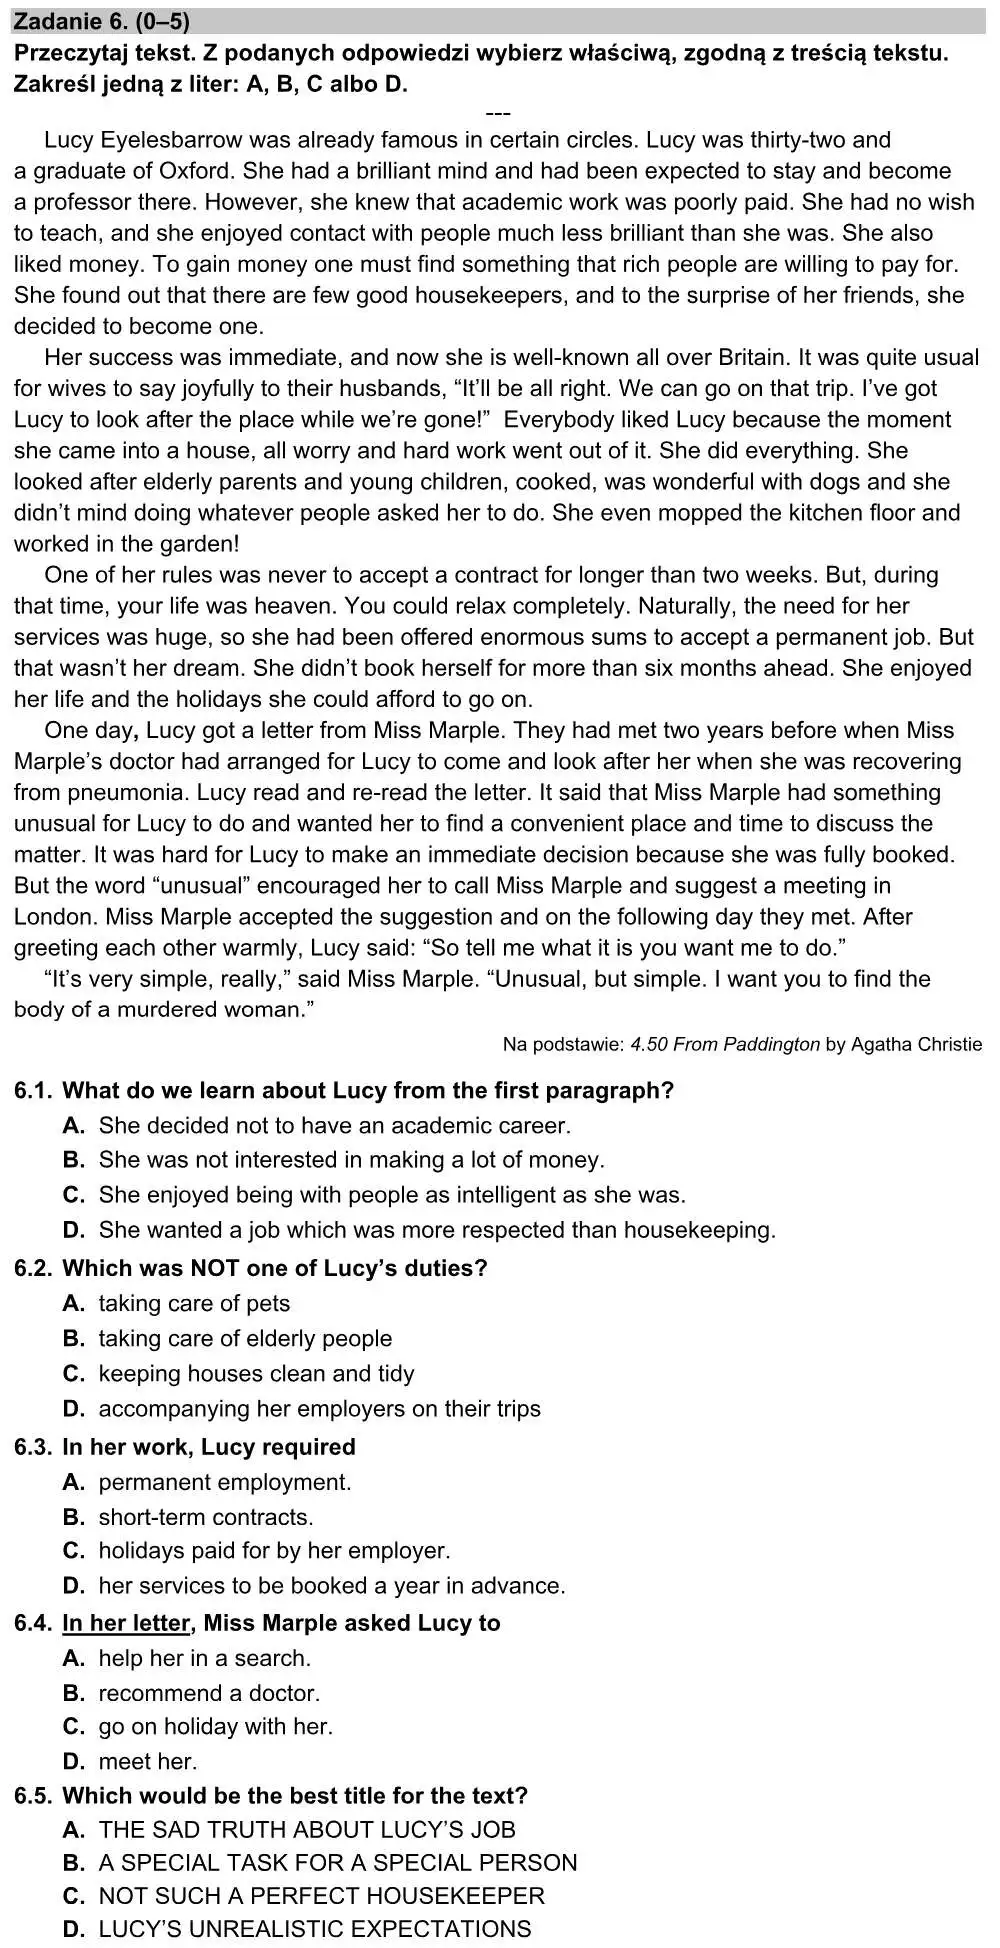 Zadanie 6. (0–5)
Przeczytaj tekst. Z podanych odpowiedzi wybierz właściwą, zgodną z treścią tekstu.
Zakreśl jedną z liter: A, B, C albo D.
---
Lucy Eyelesbarrow was already famous in certain circles. Lucy was thirty-two and
a graduate of Oxford. She had a brilliant mind and had been expected to stay and become
a professor there. However, she knew that academic work was poorly paid. She had no wish
to teach, and she enjoyed contact with people much less brilliant than she was. She also
liked money. To gain money one must find something that rich people are willing to pay for.
She found out that there are few good housekeepers, and to the surprise of her friends, she
decided to become one.
Her success was immediate, and now she is well-known all over Britain. It was quite usual
for wives to say joyfully to their husbands, “It’ll be all right. We can go on that trip. I’ve got
Lucy to look after the place while we’re gone!” Everybody liked Lucy because the moment
she came into a house, all worry and hard work went out of it. She did everything. She
looked after elderly parents and young children, cooked, was wonderful with dogs and she
didn’t mind doing whatever people asked her to do. She even mopped the kitchen floor and
worked in the garden!
One of her rules was never to accept a contract for longer than two weeks. But, during
that time, your life was heaven. You could relax completely. Naturally, the need for her
services was huge, so she had been offered enormous sums to accept a permanent job. But
that wasn’t her dream. She didn’t book herself for more than six months ahead. She enjoyed
her life and the holidays she could afford to go on.
One day, Lucy got a letter from Miss Marple. They had met two years before when Miss
Marple’s doctor had arranged for Lucy to come and look after her when she was recovering
from pneumonia. Lucy read and re-read the letter. It said that Miss Marple had something
unusual for Lucy to do and wanted her to find a convenient place and time to discuss the
matter. It was hard for Lucy to make an immediate decision because she was fully booked.
But the word “unusual” encouraged her to call Miss Marple and suggest a meeting in
London. Miss Marple accepted the suggestion and on the following day they met. After
greeting each other warmly, Lucy said: “So tell me what it is you want me to do.”
“It’s very simple, really,” said Miss Marple. “Unusual, but simple. I want you to find the
body of a murdered woman.”
Na podstawie: 4.50 From Paddington by Agatha Christie
6.1. What do we learn about Lucy from the first paragraph?
A. She decided not to have an academic career.
B. She was not interested in making a lot of money.
C. She enjoyed being with people as intelligent as she was.
D. She wanted a job which was more respected than housekeeping.
6.2. Which was NOT one of Lucy’s duties?
A. taking care of pets
B. taking care of elderly people
C. keeping houses clean and tidy
D. accompanying her employers on their trips
6.3. In her work, Lucy required
A. permanent employment.
B. short-term contracts.
C. holidays paid for by her employer.
D. her services to be booked a year in advance.
6.4. In her letter, Miss Marple asked Lucy to
A. help her in a search.
B. recommend a doctor.
C. go on holiday with her.
D. meet her.
6.5. Which would be the best title for the text?
A. THE SAD TRUTH ABOUT LUCY’S JOB
B. A SPECIAL TASK FOR A SPECIAL PERSON
C. NOT SUCH A PERFECT HOUSEKEEPER
D. LUCY’S UNREALISTIC EXPECTATIONS